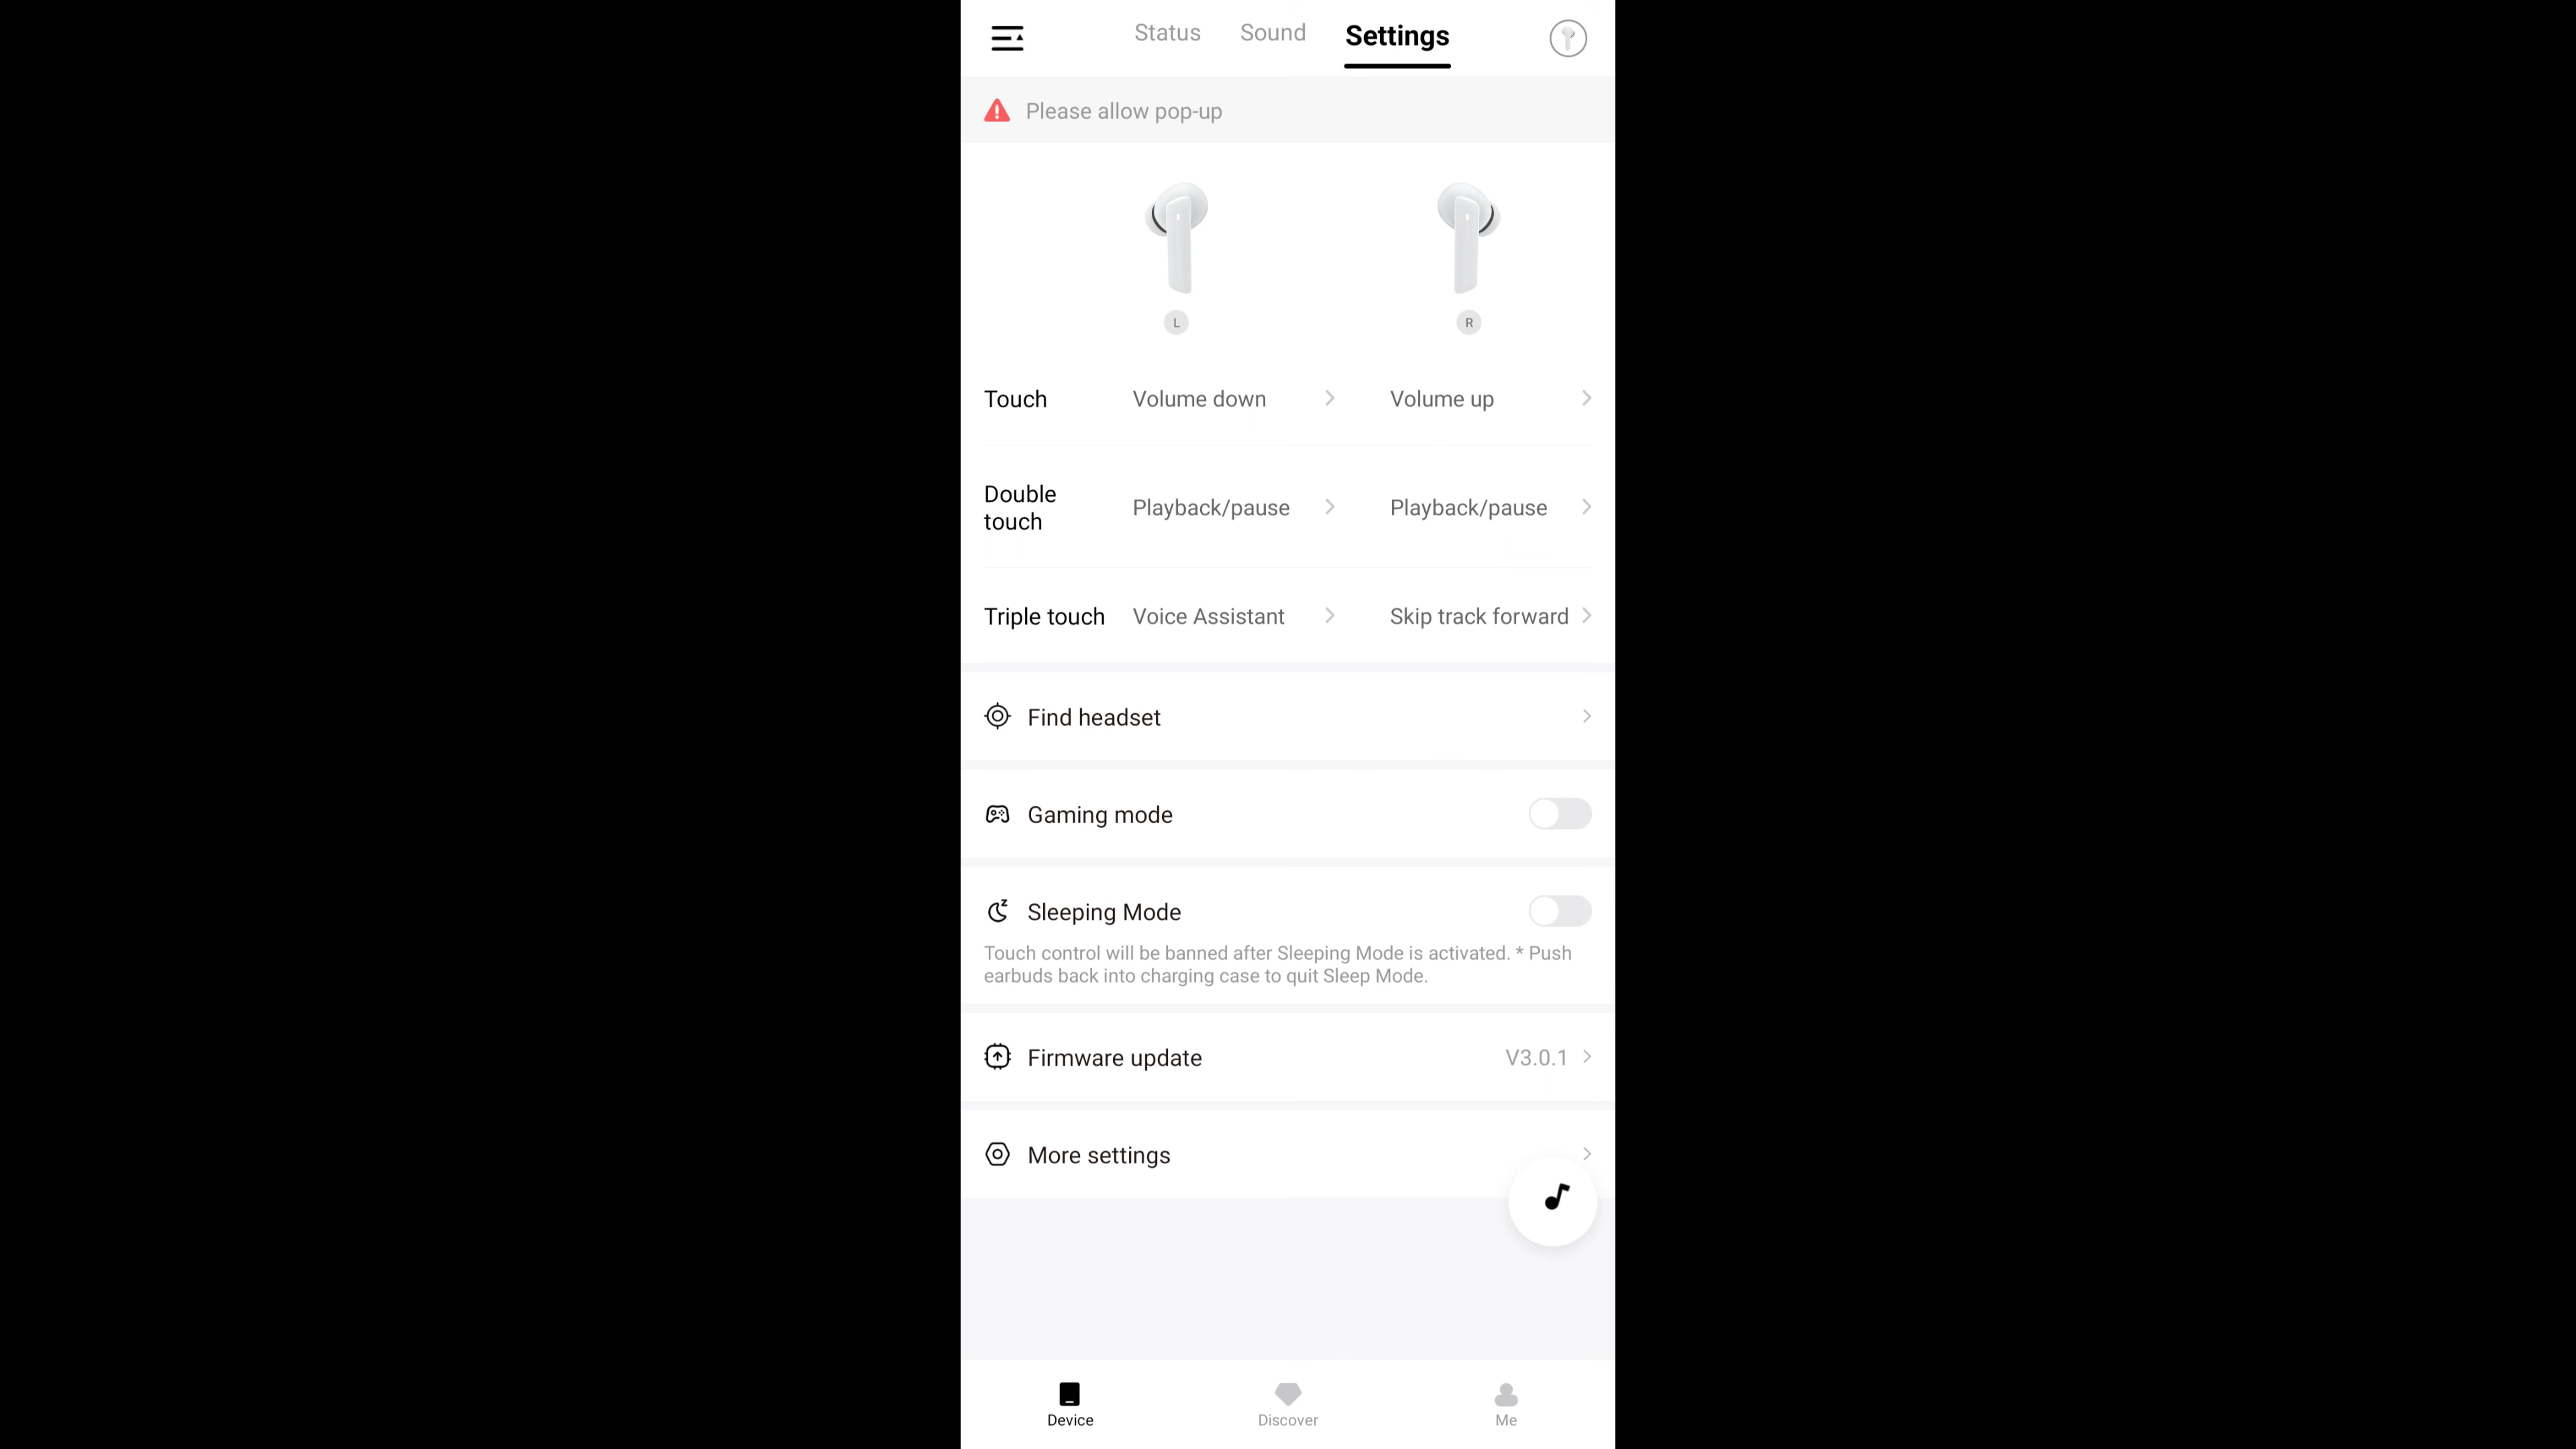 Status Sound Settings
Please allow pop-up
L R
Touch Volume down Volume up
Double
touch Playback/pause Playback/pause
Triple touch Voice Assistant Skip track forward
Find headset
Gaming mode
Sleeping Mode
Touch control will be banned after Sleeping Mode is activated. * Push
earbuds back into charging case to quit Sleep Mode.
Firmware update V3.0.1
More settings
Device Discover Me